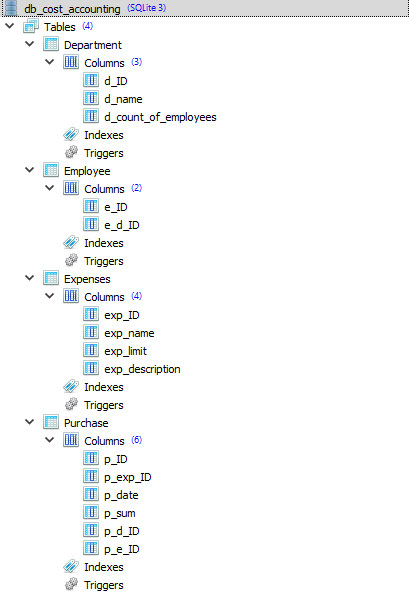 db_cost_accounting (SQLite 3)
Tables (4)
Department
Columns (3)
d_ID
d_name
d_count_of_employees
Indexes
Triggers
Employee
Columns (2)
e_ID
e_d_ID
Indexes
Triggers
Expenses
Columns (4)
exp_ID
exp_name
exp_limit
exp_description
Indexes
Triggers
Purchase
Columns (6)
p_ID
p_exp_ID
p_date
p_sum
p_d_ID
p_e_ID
Indexes
Triggers